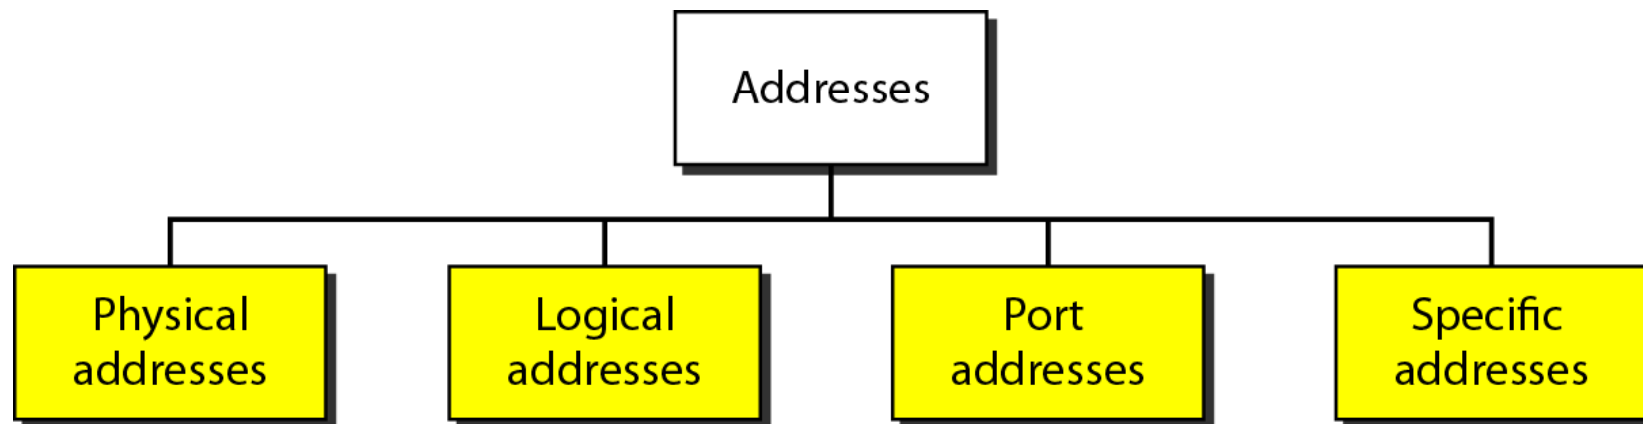 Addresses
Physical
addresses
Logical
addresses
Port
addresses
Specific
addresses